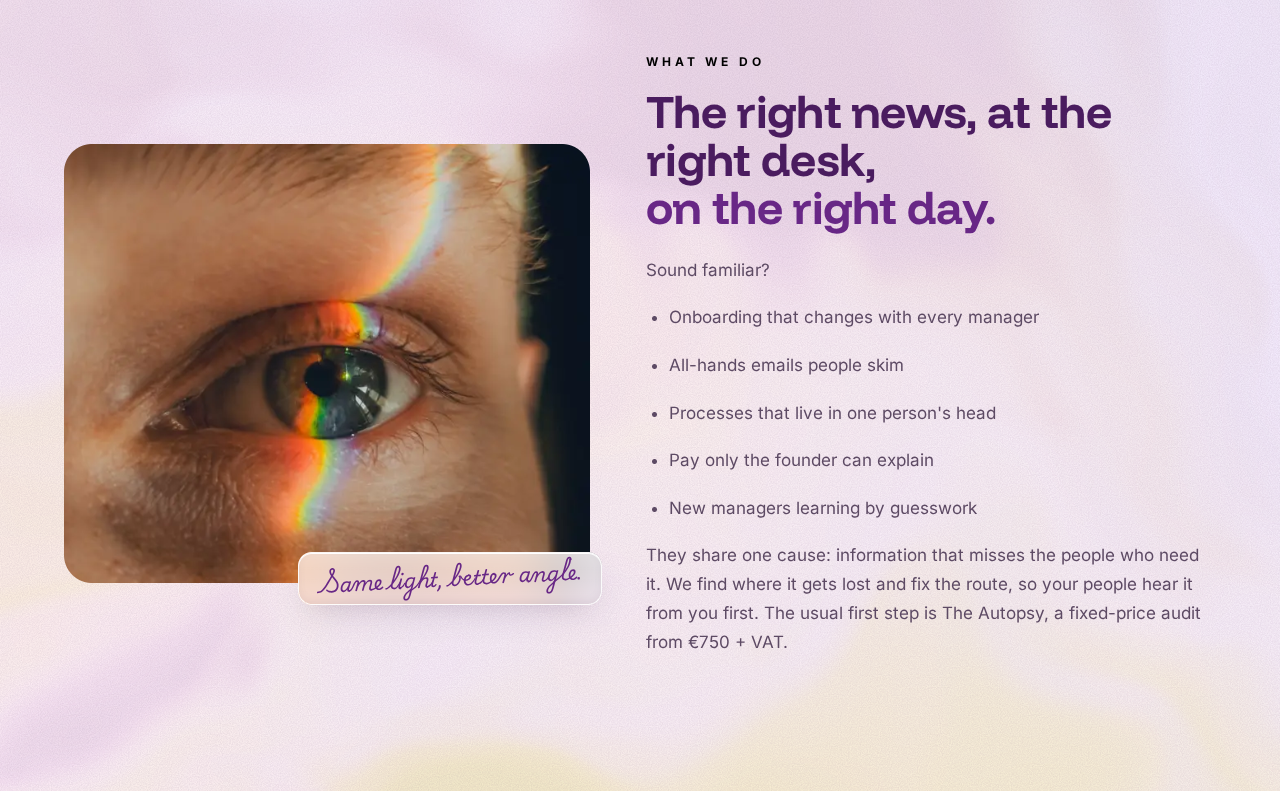 WHAT WE DO
The right news, at the
right desk,
on the right day.
Sound familiar?
• Onboarding that changes with every manager
• All-hands emails people skim
• Processes that live in one person's head
• Pay only the founder can explain
• New managers learning by guesswork
They share one cause: information that misses the people who need
it. We find where it gets lost and fix the route, so your people hear it
from you first. The usual first step is The Autopsy, a fixed-price audit
from €750 + VAT.
Same light, better angle.